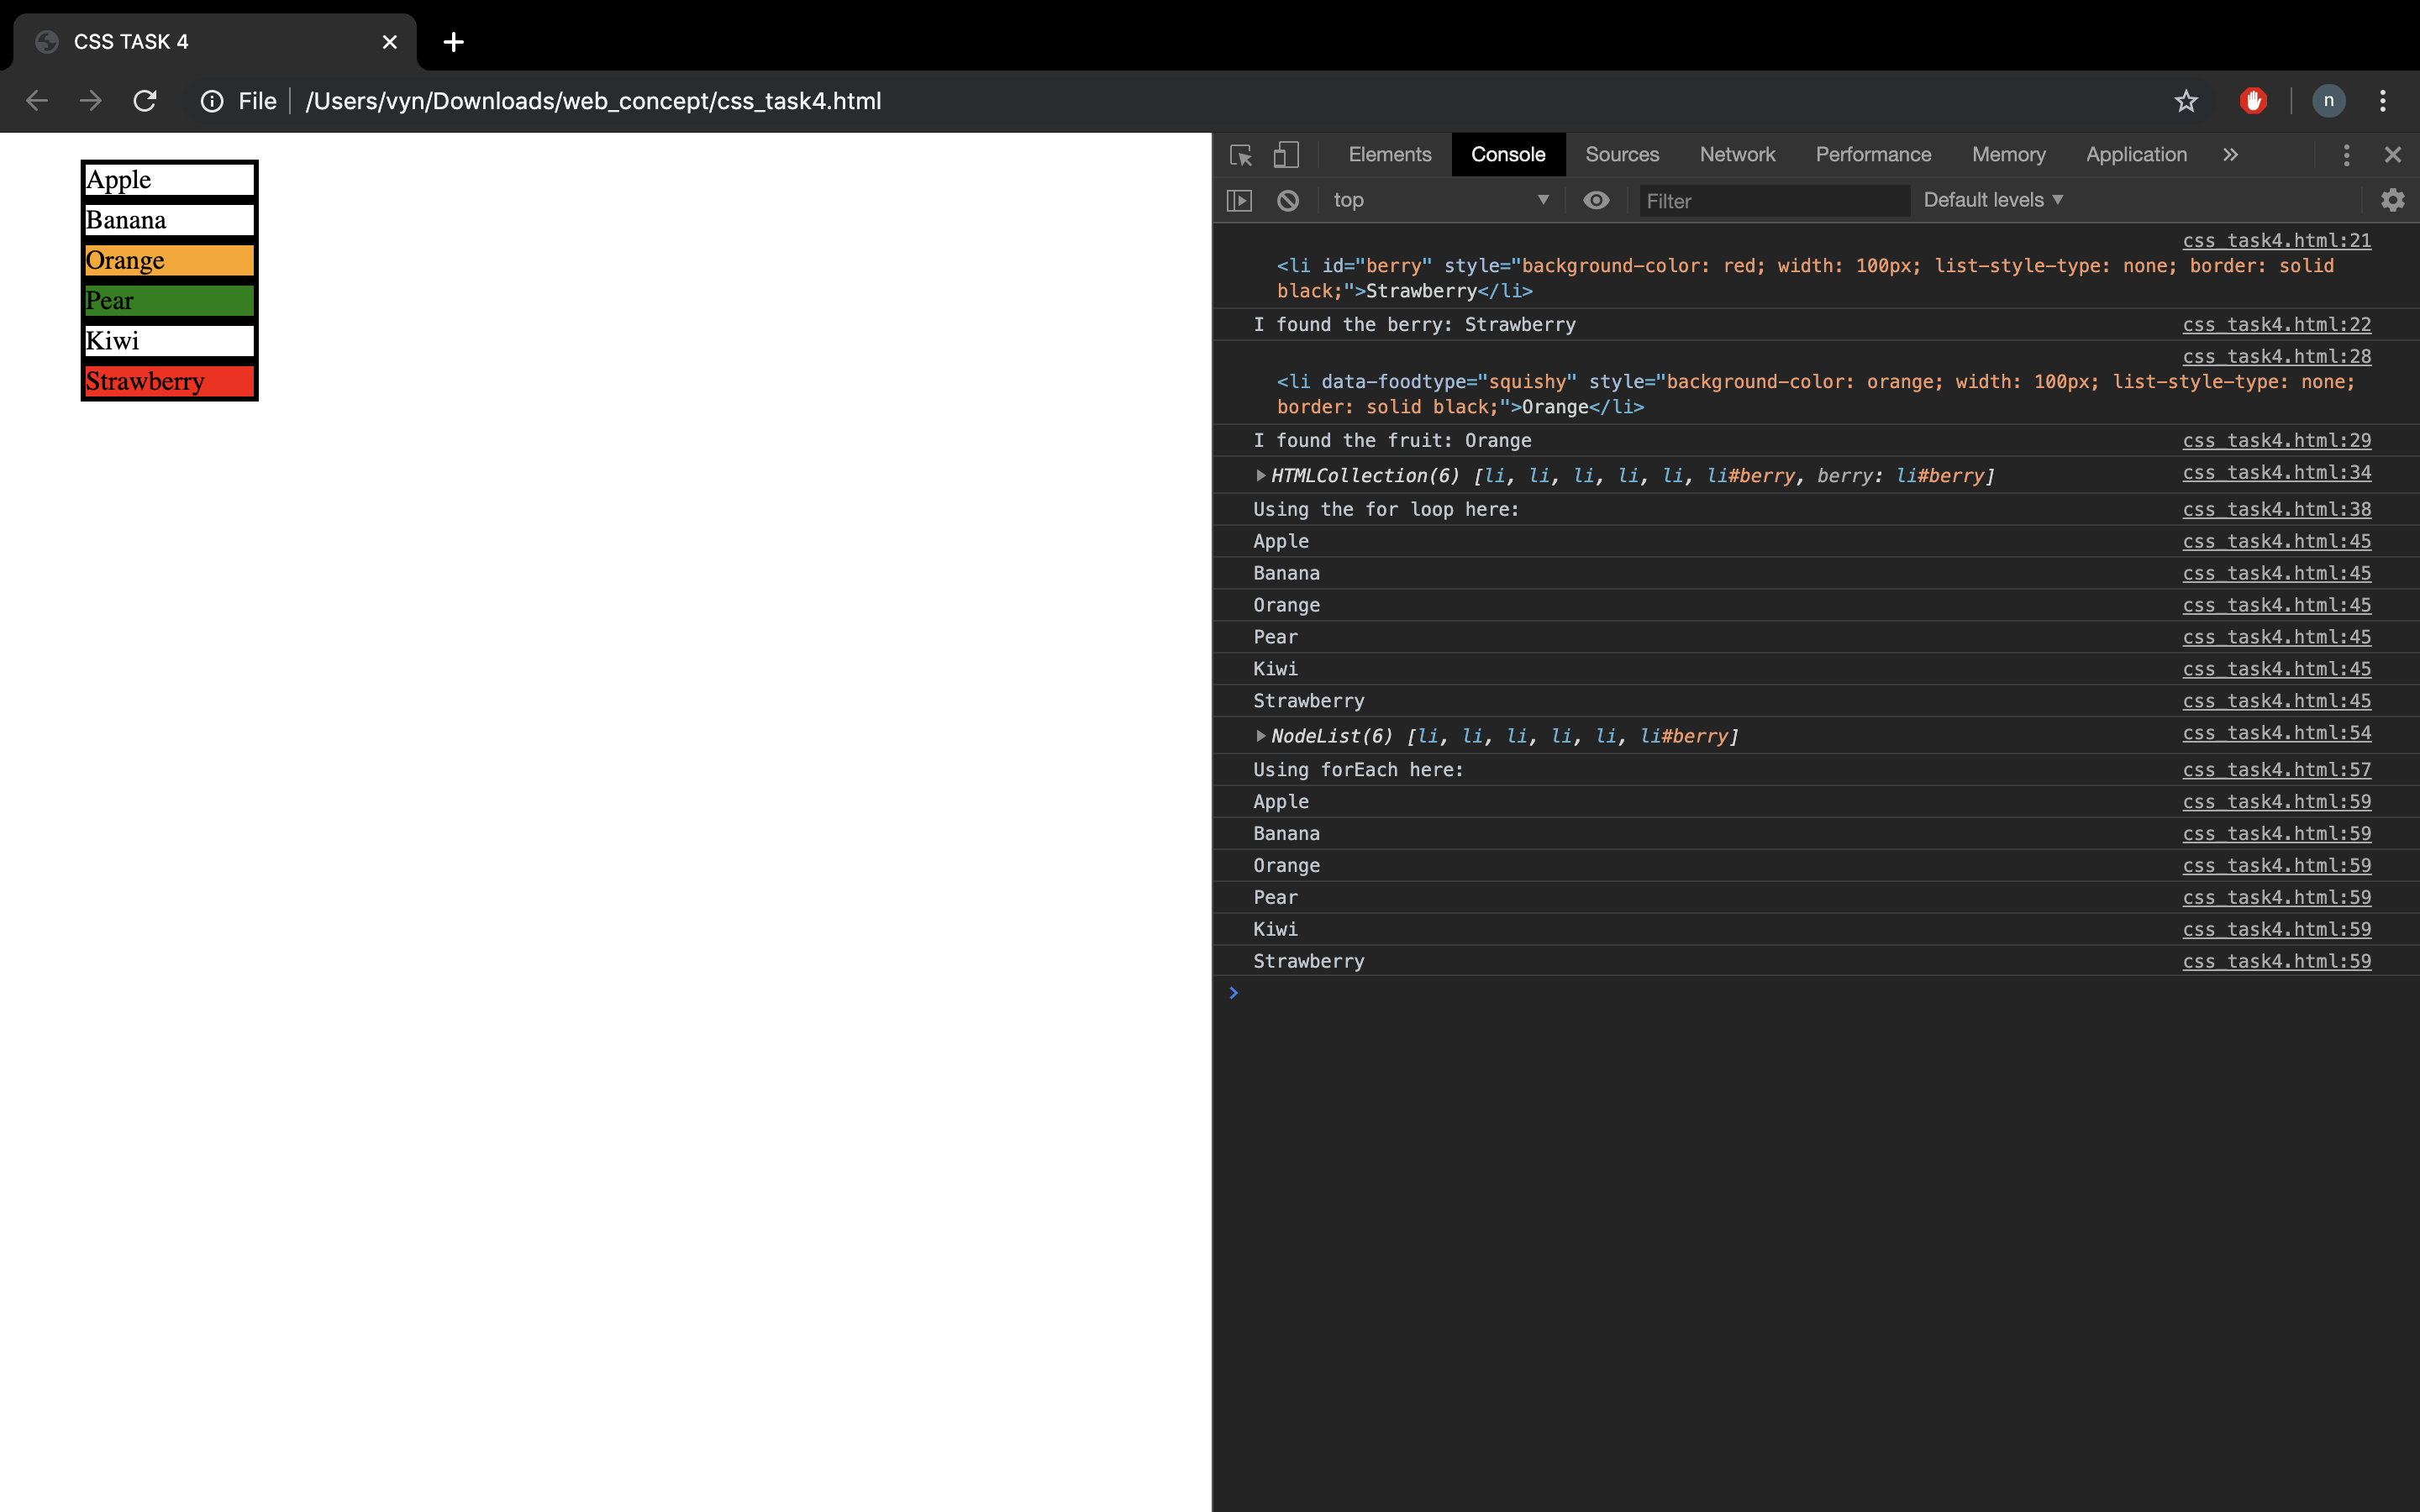 CSS TASK 4
File /Users/vyn/Downloads/web_concept/css_task4.html
n
Apple
Banana
Orange
Pear
Kiwi
Strawberry
Elements Console Sources Network Performance Memory Application »
top Filter Default levels
css_task4.html:21
<li id="berry" style="background-color: red; width: 100px; list-style-type: none; border: solid
black;">Strawberry</li>
I found the berry: Strawberry css_task4.html:22
css_task4.html:28
<li data-foodtype="squishy" style="background-color: orange; width: 100px; list-style-type: none;
border: solid black;">Orange</li>
I found the fruit: Orange css_task4.html:29
HTMLCollection(6) [li, li, li, li, li, li#berry, berry: li#berry] css_task4.html:34
Using the for loop here: css_task4.html:38
Apple css_task4.html:45
Banana css_task4.html:45
Orange css_task4.html:45
Pear css_task4.html:45
Kiwi css_task4.html:45
Strawberry css_task4.html:45
NodeList(6) [li, li, li, li, li, li#berry] css_task4.html:54
Using forEach here: css_task4.html:57
Apple css_task4.html:59
Banana css_task4.html:59
Orange css_task4.html:59
Pear css_task4.html:59
Kiwi css_task4.html:59
Strawberry css_task4.html:59